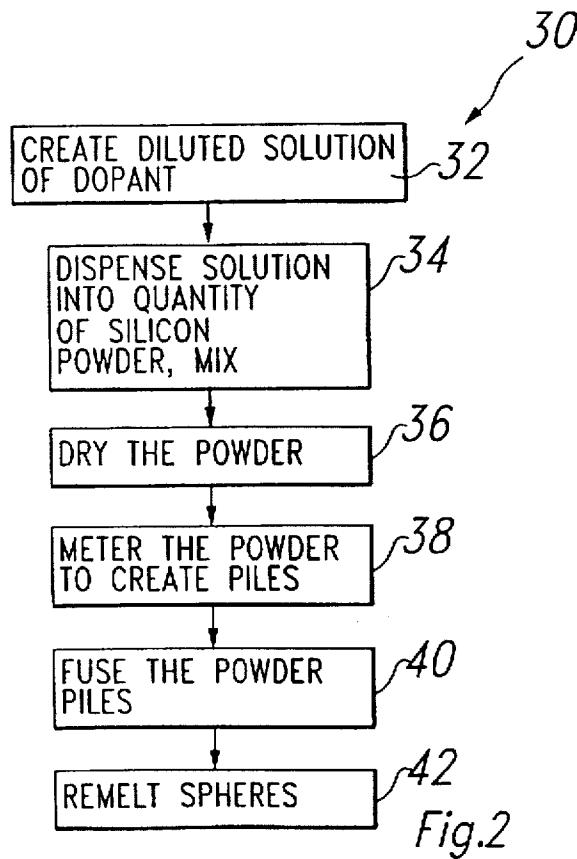 30
CREATE DILUTED SOLUTION
OF DOPANT
32
DISPENSE SOLUTION
INTO QUANTITY
OF SILICON
POWDER, MIX
34
DRY THE POWDER
36
METER THE POWDER
TO CREATE PILES
38
FUSE THE POWDER
PILES
40
REMELT SPHERES
42
Fig.2